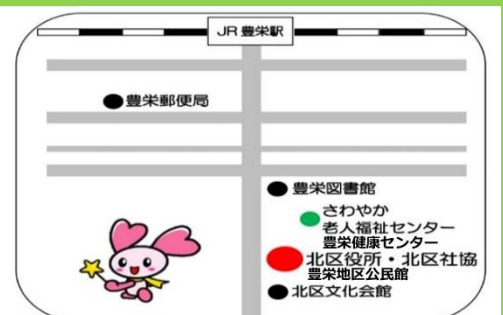 JR 豊栄駅
豊栄郵便局
豊栄図書館
さわやか
老人福祉センター
豊栄健康センター
北区役所・北区社協
豊栄地区公民館
北区文化会館